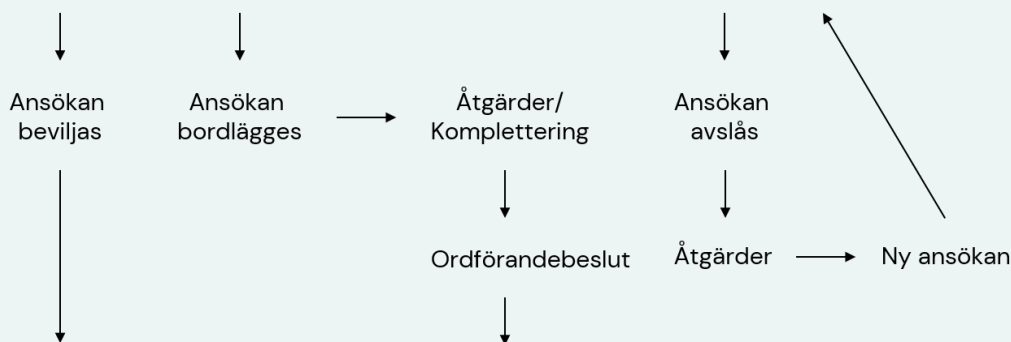 Ansökan
beviljas
Ansökan
bordlägges
Åtgärder/
Komplettering
Ansökan
avslås
Ordförandebeslut
Åtgärder
Ny ansökan